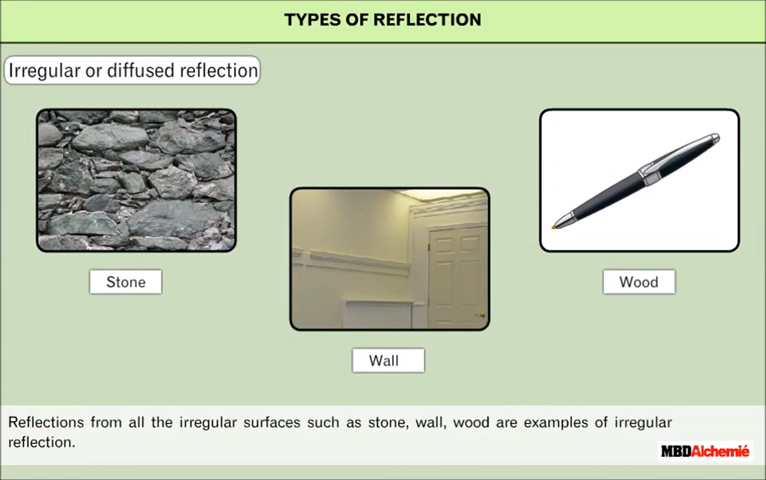 TYPES OF REFLECTION
Irregular or diffused reflection
Stone
Wall
Wood
Reflections from all the irregular surfaces such as stone, wall, wood are examples of irregular
reflection.
MBDAlchemié